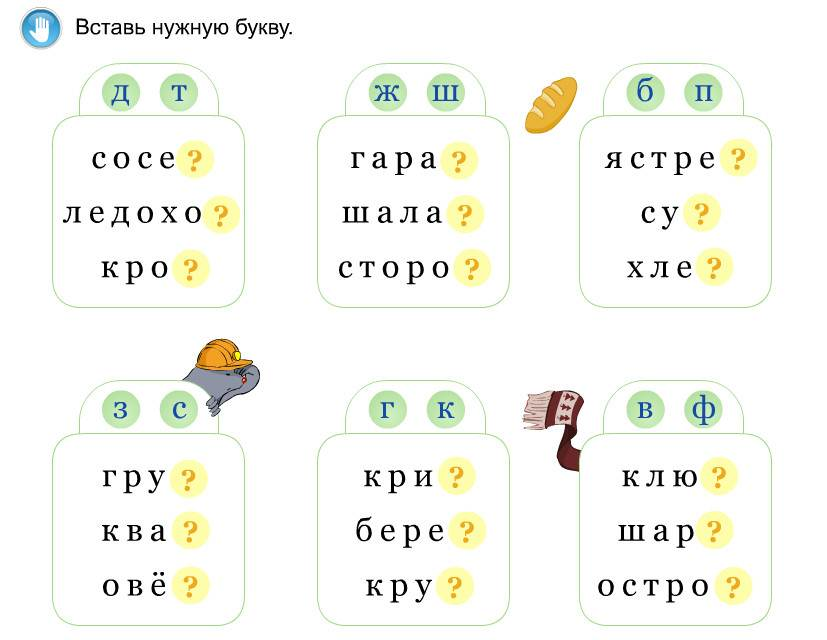 Вставь нужную букву.
д т
сосе?
ледохо?
кро?
ж ш
гара?
шала?
сторо?
б п
ястре?
су?
хле?
з с
гру?
ква?
овё?
г к
кри?
бере?
кру?
в ф
клю?
шар?
остро?